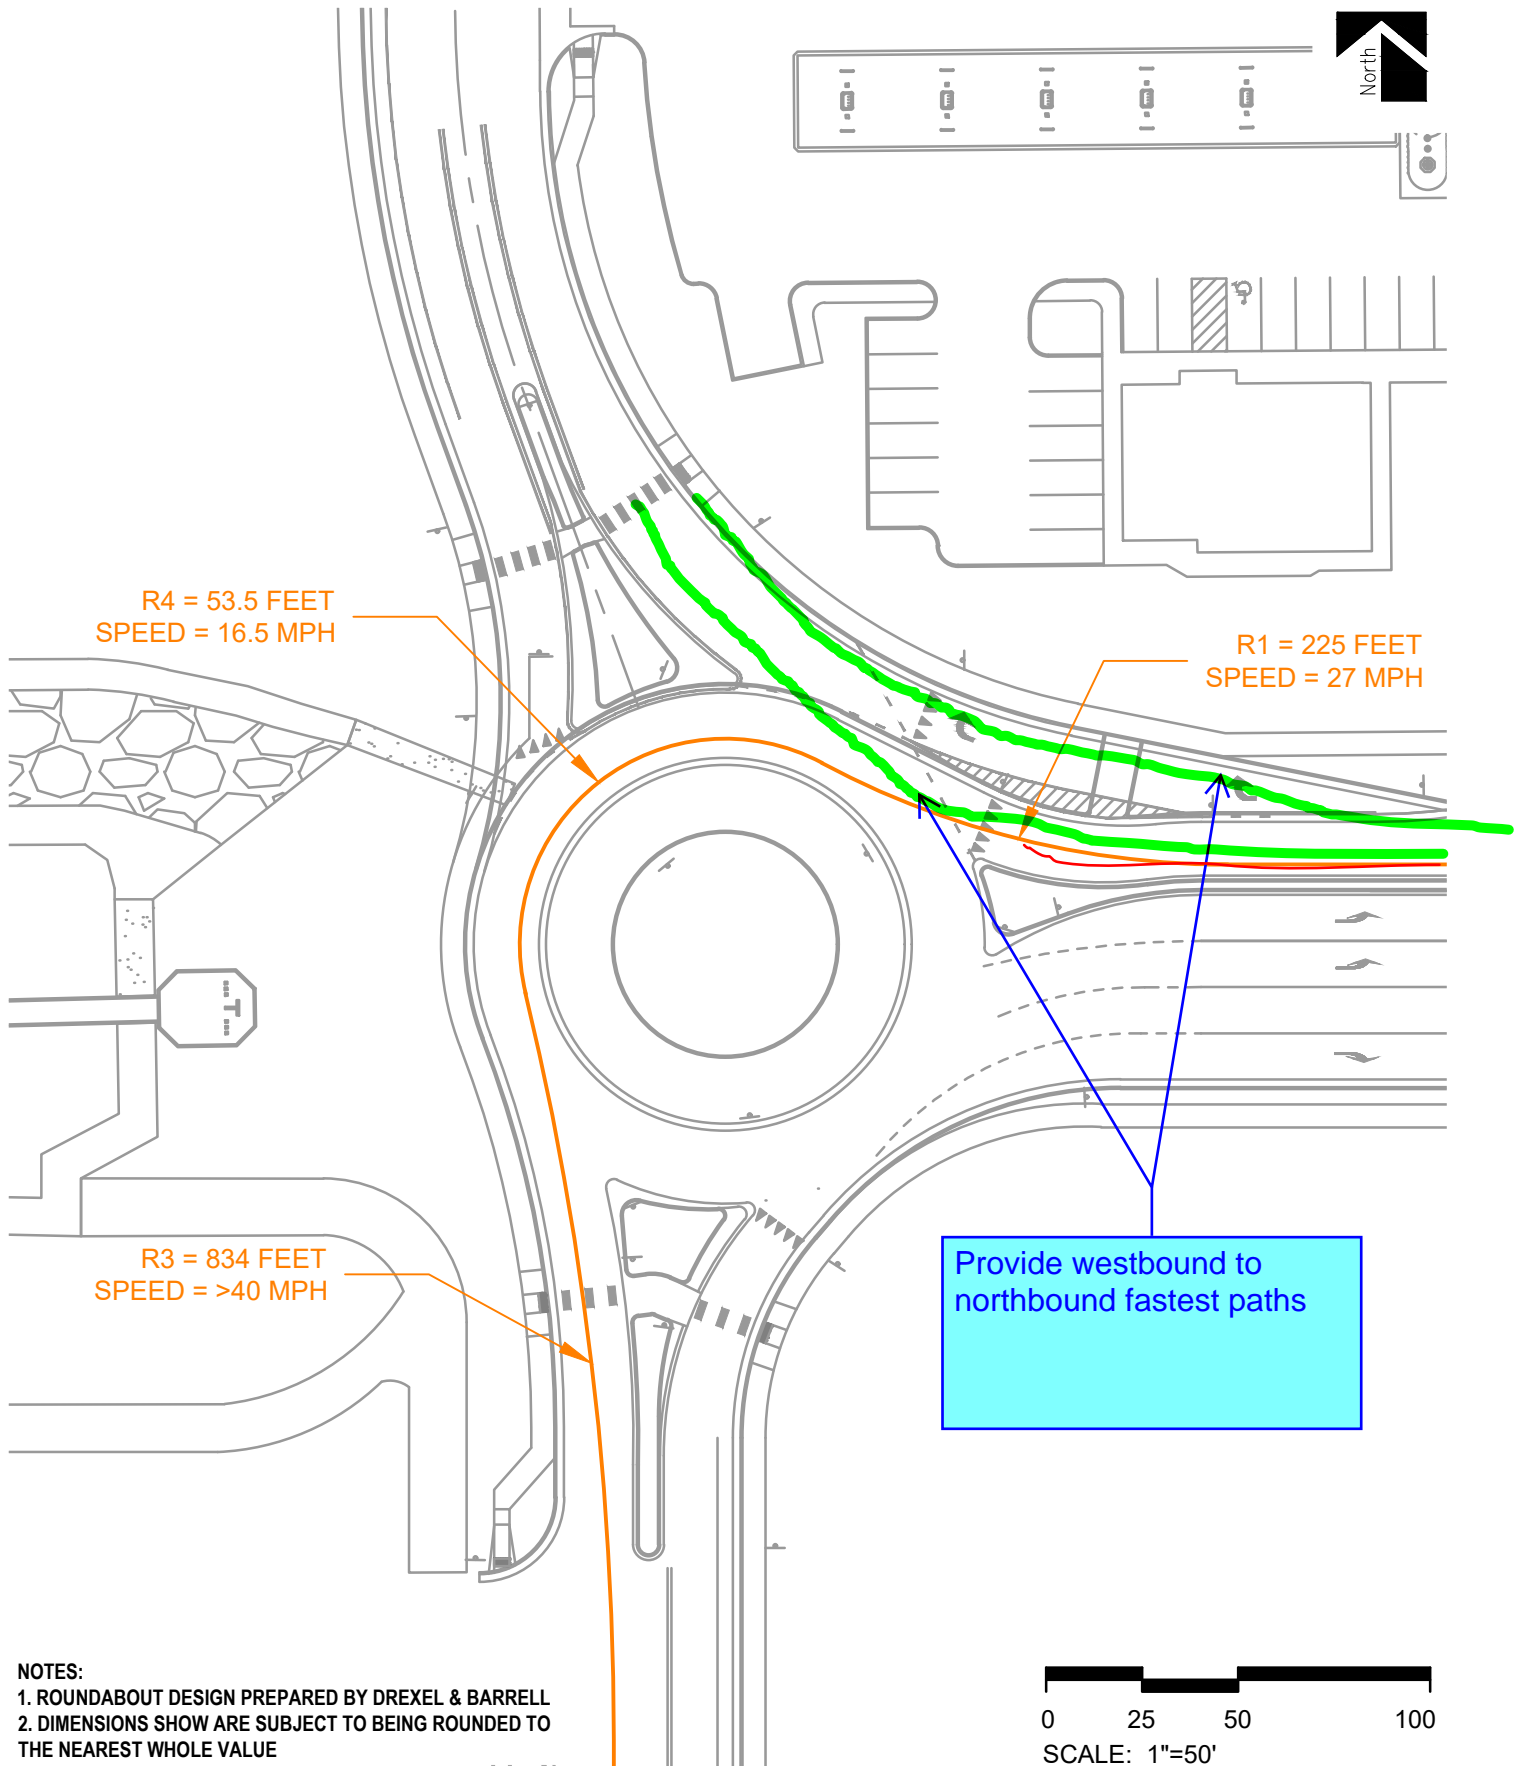 North
R4 = 53.5 FEET
SPEED = 16.5 MPH
R1 = 225 FEET
SPEED = 27 MPH
R3 = 834 FEET
SPEED = >40 MPH
Provide westbound to
northbound fastest paths
NOTES:
1. ROUNDABOUT DESIGN PREPARED BY DREXEL & BARRELL
2. DIMENSIONS SHOW ARE SUBJECT TO BEING ROUNDED TO
THE NEAREST WHOLE VALUE
0 25 50 100
SCALE: 1"=50'